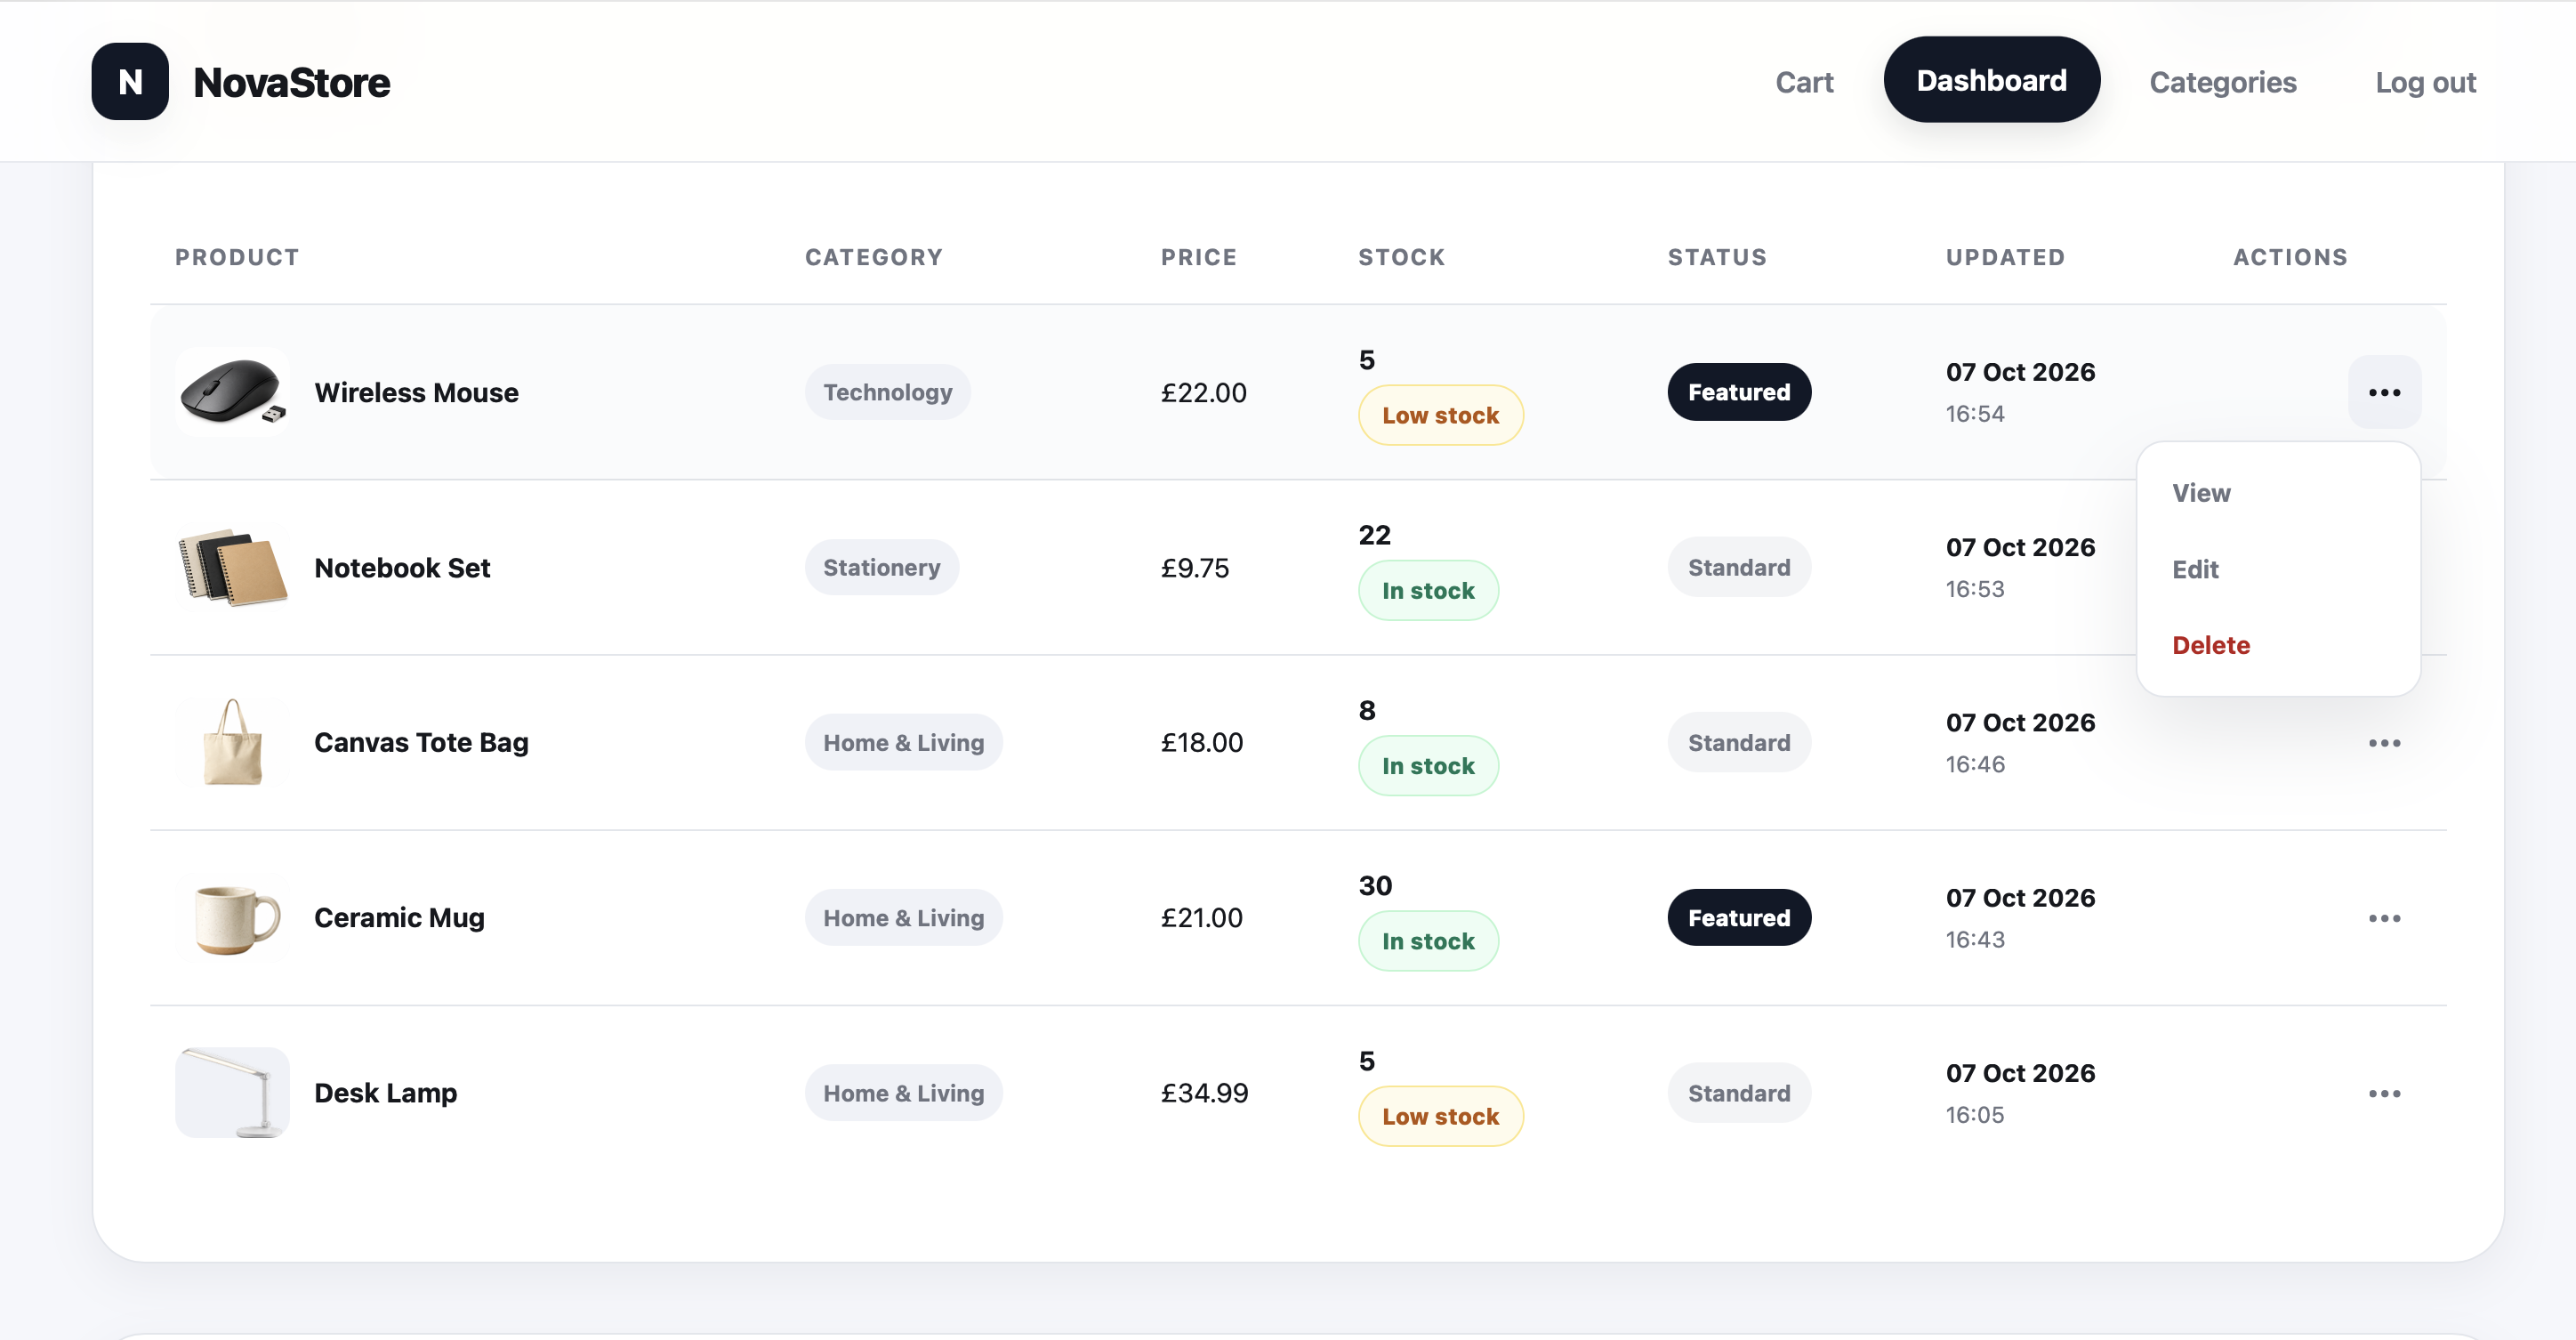 N NovaStore Cart Dashboard Categories Log out
PRODUCT CATEGORY PRICE STOCK STATUS UPDATED ACTIONS
Wireless Mouse Technology £22.00 5 Low stock Featured 07 Oct 2026 16:54 •••
View
Edit
Delete
Notebook Set Stationery £9.75 22 In stock Standard 07 Oct 2026 16:53
Canvas Tote Bag Home & Living £18.00 8 In stock Standard 07 Oct 2026 16:46 •••
Ceramic Mug Home & Living £21.00 30 In stock Featured 07 Oct 2026 16:43 •••
Desk Lamp Home & Living £34.99 5 Low stock Standard 07 Oct 2026 16:05 •••